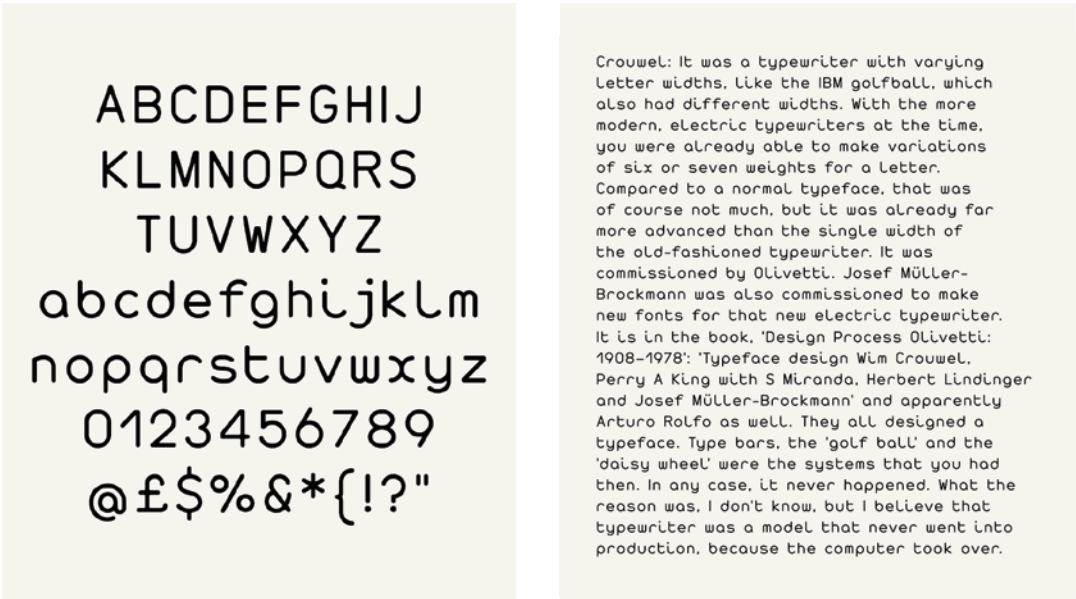 ABCDEFGHIJ
KLMNOPQRS
TUVWXYZ
abcdefghijklm
nopqrstuvwxyz
0123456789
@£$%&*{!?"
Crouwel: It was a typewriter with varying
letter widths, like the IBM golfball, which
also had different widths. With the more
modern, electric typewriters at the time,
you were already able to make variations
of six or seven weights for a letter.
Compared to a normal typeface, that was
of course not much, but it was already far
more advanced than the single width of
the old-fashioned typewriter. It was
commissioned by Olivetti. Josef Müller-
Brockmann was also commissioned to make
new fonts for that new electric typewriter.
It is in the book, 'Design Process Olivetti:
1908–1978': 'Typeface design Wim Crouwel,
Perry A King with S Miranda, Herbert Lindinger
and Josef Müller-Brockmann' and apparently
Arturo Rolfo as well. They all designed a
typeface. Type bars, the 'golf ball' and the
'daisy wheel' were the systems that you had
then. In any case, it never happened. What the
reason was, I don't know, but I believe that
typewriter was a model that never went into
production, because the computer took over.